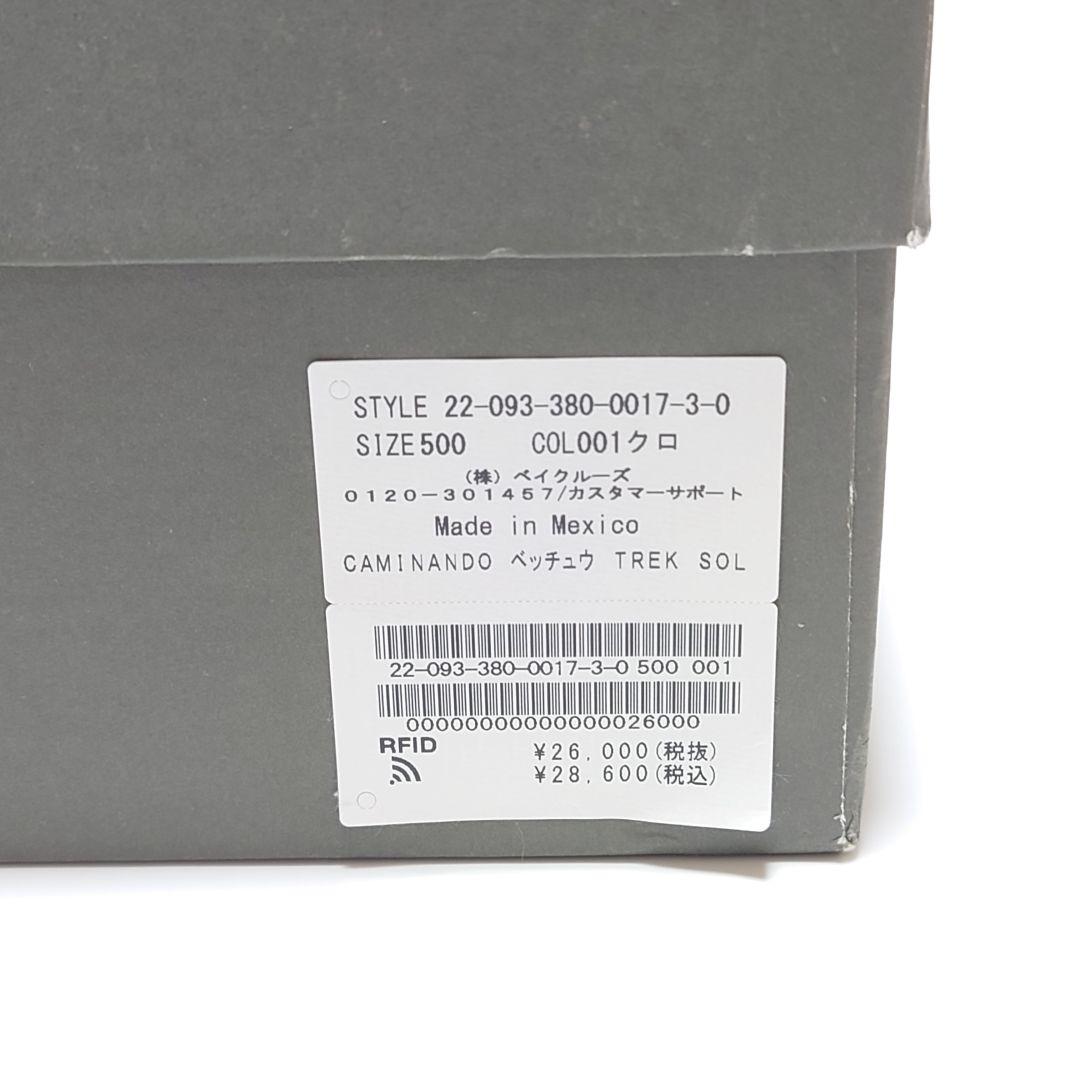 STYLE 22-093-380-0017-3-0
SIZE500 COL001クロ
（株）ベイクルーズ
０１２０－３０１４５７/カスタマーサポート
Made in Mexico
CAMINANDO ベッチュウ TREK SOL
22-093-380-0017-3-0 500 001
00000000000000026000
RFID
¥26,000(税抜)
¥28,600(税込)